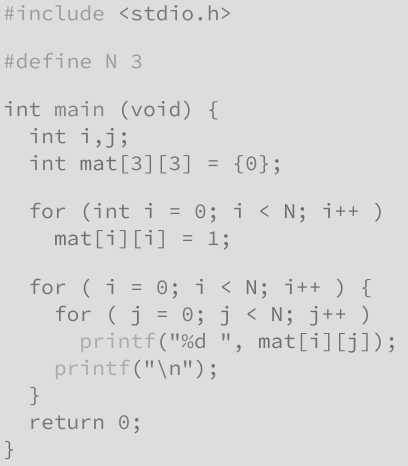 #include <stdio.h>

#define N 3

int main (void) {
  int i,j;
  int mat[3][3] = {0};

  for (int i = 0; i < N; i++ )
    mat[i][i] = 1;

  for ( i = 0; i < N; i++ ) {
    for ( j = 0; j < N; j++ )
      printf("%d ", mat[i][j]);
    printf("\n");
  }
  return 0;
}